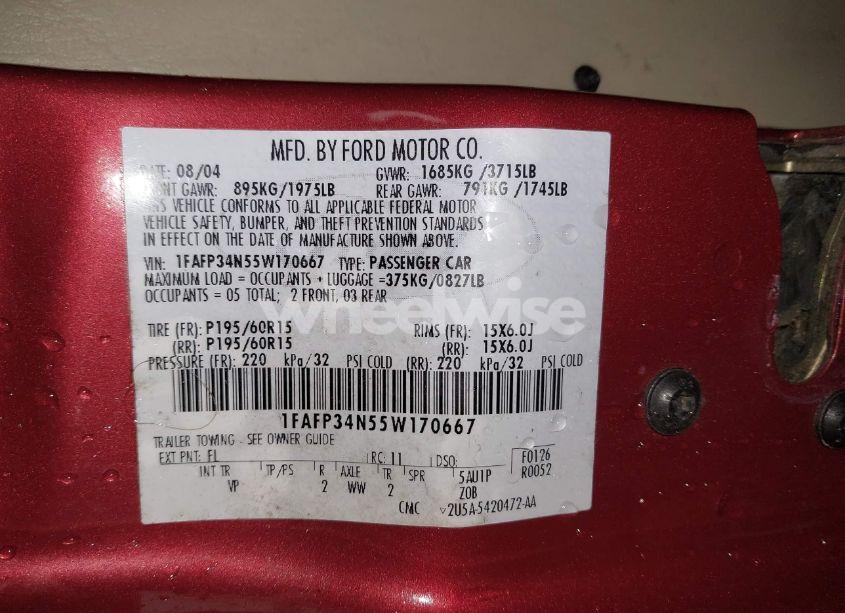 MFD. BY FORD MOTOR CO.
DATE: 08/04 GVWR: 1685KG /3715LB
FRONT GAWR: 895KG/1975LB REAR GAWR: 791KG /1745LB
THIS VEHICLE CONFORMS TO ALL APPLICABLE FEDERAL MOTOR
VEHICLE SAFETY, BUMPER, AND THEFT PREVENTION STANDARDS
IN EFFECT ON THE DATE OF MANUFACTURE SHOWN ABOVE.
VIN: 1FAFP34N55W170667 TYPE: PASSENGER CAR
MAXIMUM LOAD = OCCUPANTS + LUGGAGE =375KG/0827LB
OCCUPANTS = 05 TOTAL; 2 FRONT, 03 REAR
wheelwise
TIRE (FR): P195/60R15 RIMS (FR): 15X6.0J
(RR): P195/60R15 (RR): 15X6.0J
PRESSURE (FR): 220 kPa/32 PSI COLD (RR): 220 kPa/32 PSI COLD
1FAFP34N55W170667
TRAILER TOWING - SEE OWNER GUIDE
EXT PNT: FL RC: 11 DSO: F0126
INT TR TP/PS R AXLE TR SPR 5AU1P R0052
VP 2 WW 2 Z0B
CMC v2U5A-5420472-AA